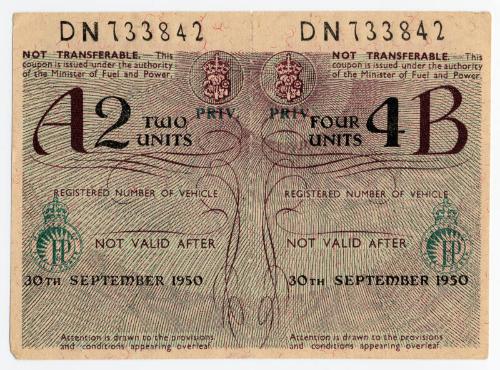 DN733842
NOT TRANSFERABLE.—This
coupon is issued under the authority
of the Minister of Fuel and Power.
PRIV.
A2 TWO UNITS
REGISTERED NUMBER OF VEHICLE
NOT VALID AFTER
30TH SEPTEMBER 1950
Attention is drawn to the provisions
and conditions appearing overleaf
DN733842
NOT TRANSFERABLE.—This
coupon is issued under the authority
of the Minister of Fuel and Power.
PRIV.
FOUR UNITS 4B
REGISTERED NUMBER OF VEHICLE
NOT VALID AFTER
30TH SEPTEMBER 1950
Attention is drawn to the provisions
and conditions appearing overleaf